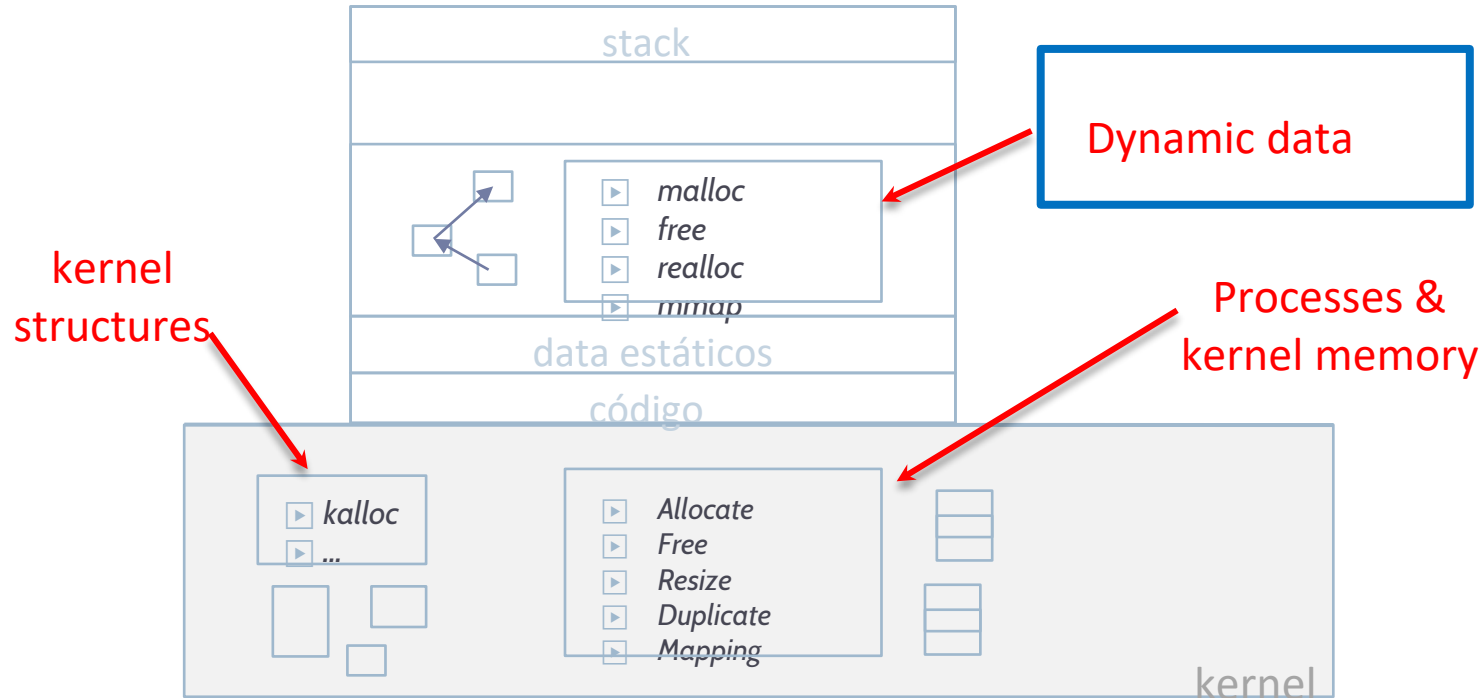 stack
Dynamic data
malloc
free
realloc
mmap
kernel
structures
Processes &
kernel memory
data estáticos
código
kalloc
...
Allocate
Free
Resize
Duplicate
Mapping
kernel